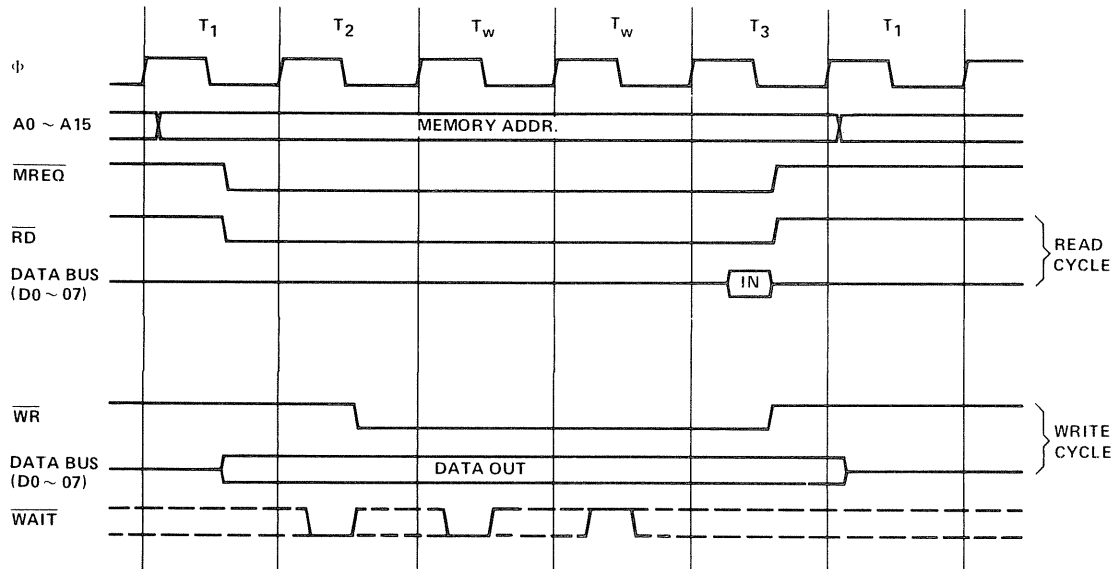 T1 T2 Tw Tw T3 T1
Φ
A0 ~ A15
MEMORY ADDR.
MREQ
RD
DATA BUS
(D0 ~ 07)
IN
READ
CYCLE
WR
DATA BUS
(D0 ~ 07)
DATA OUT
WRITE
CYCLE
WAIT